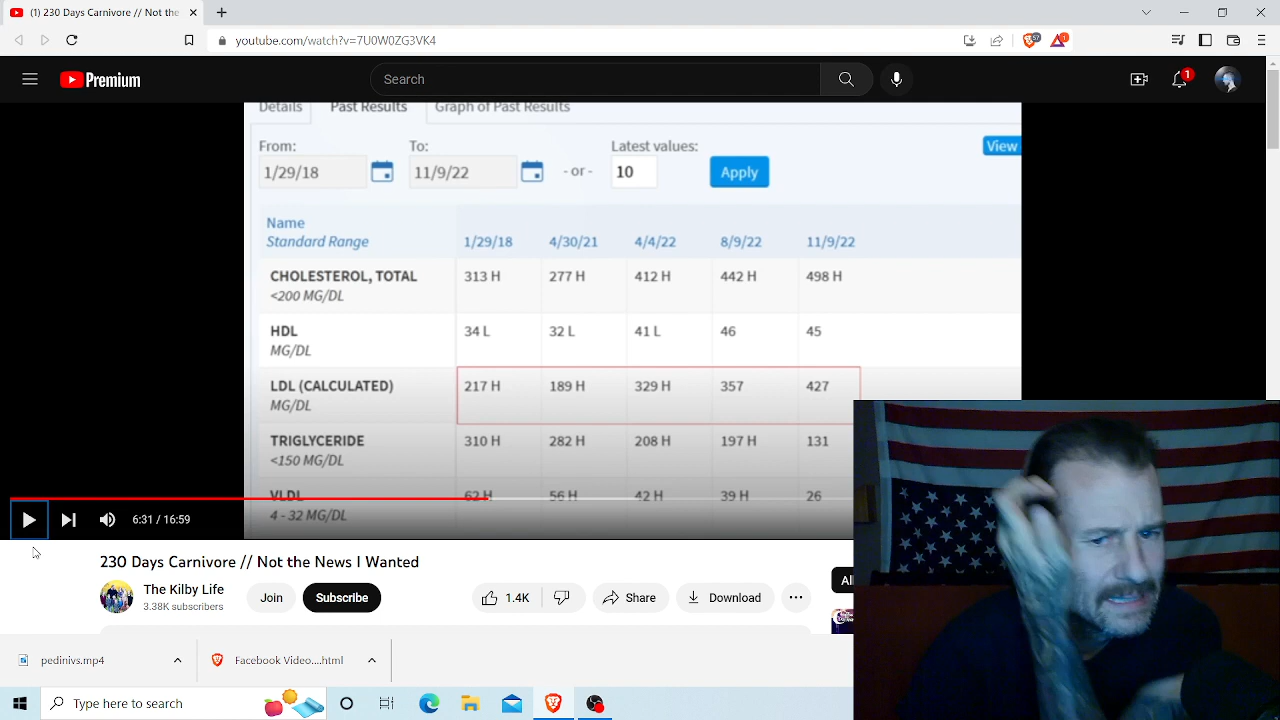 (1) 230 Days Carnivore // Not the
youtube.com/watch?v=7U0W0ZG3VK4
57
1
Premium
Search
1
Details Past Results Graph of Past Results
From: To: Latest values:
View
1/29/18 11/9/22 - or - 10 Apply
Name
Standard Range 1/29/18 4/30/21 4/4/22 8/9/22 11/9/22
CHOLESTEROL, TOTAL 313 H 277 H 412 H 442 H 498 H
<200 MG/DL
HDL 34 L 32 L 41 L 46 45
MG/DL
LDL (CALCULATED) 217 H 189 H 329 H 357 427
MG/DL
TRIGLYCERIDE 310 H 282 H 208 H 197 H 131
<150 MG/DL
VLDL 62 H 56 H 42 H 39 H 26
4 - 32 MG/DL
6:31 / 16:59
230 Days Carnivore // Not the News I Wanted
The Kilby Life
3.38K subscribers
Join Subscribe 1.4K Share Download ...
All
pedinivs.mp4 Facebook Video....html
Type here to search